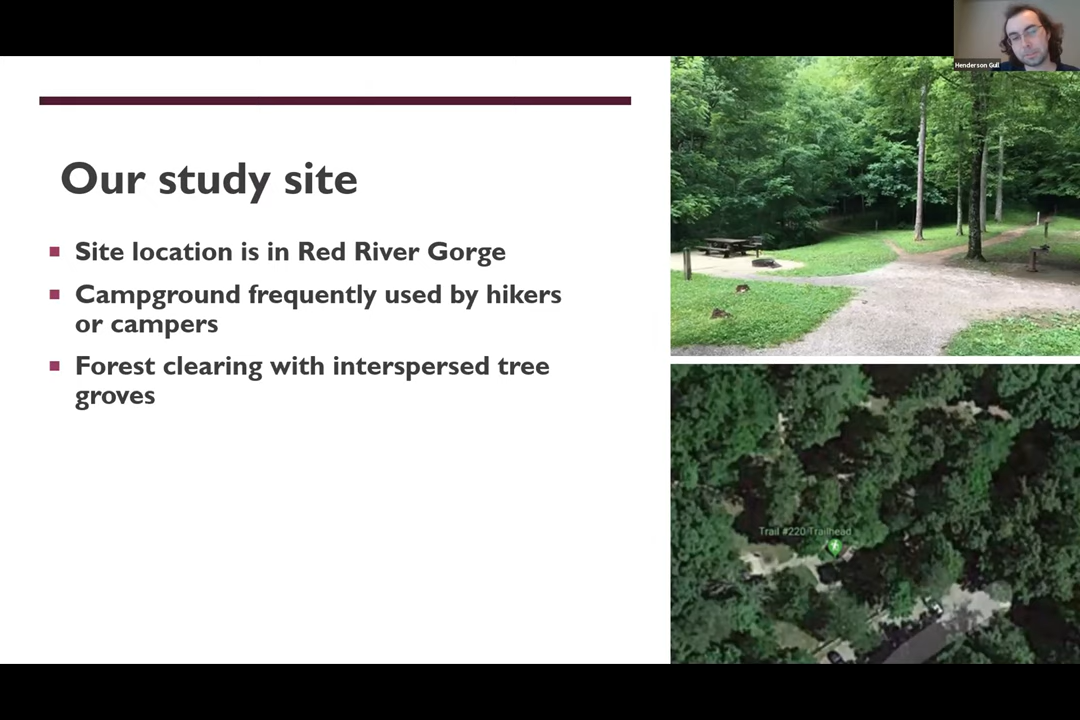 Henderson Gull
Our study site
Site location is in Red River Gorge
Campground frequently used by hikers
or campers
Forest clearing with interspersed tree
groves
Trail #220 Trailhead